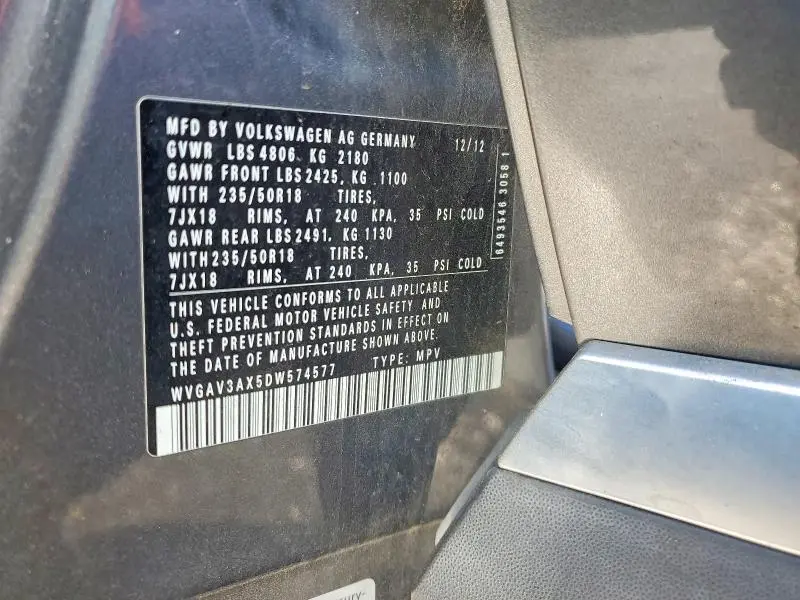 MFD BY VOLKSWAGEN AG GERMANY 12/12
GVWR LBS 4806. KG 2180
GAWR FRONT LBS 2425, KG 1100
WITH 235/50R18 TIRES,
7JX18 RIMS, AT 240 KPA, 35 PSI COLD
GAWR REAR LBS 2491. KG 1130
WITH 235/50R18 TIRES,
7JX18 RIMS, AT 240 KPA, 35 PSI COLD
THIS VEHICLE CONFORMS TO ALL APPLICABLE
U.S. FEDERAL MOTOR VEHICLE SAFETY AND
THEFT PREVENTION STANDARDS IN EFFECT ON
THE DATE OF MANUFACTURE SHOWN ABOVE.
WVGAV3AX5DW574577 TYPE: MPV
6493546 3058 1